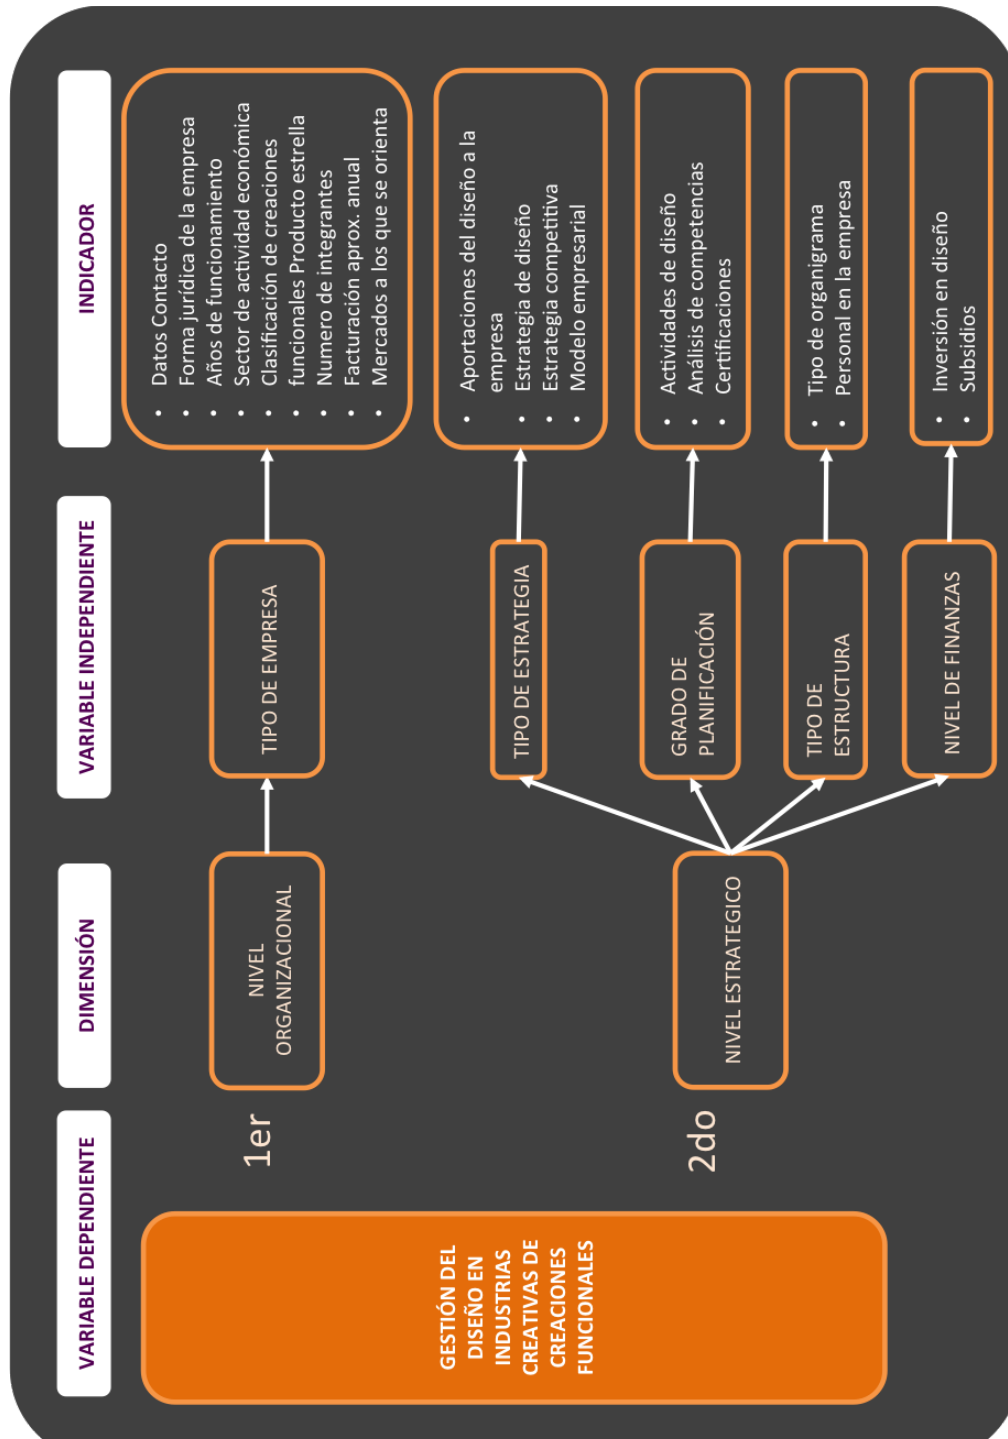 VARIABLE DEPENDIENTE
DIMENSIÓN
VARIABLE INDEPENDIENTE
INDICADOR
GESTIÓN DEL
DISEÑO EN
INDUSTRIAS
CREATIVAS DE
CREACIONES
FUNCIONALES
1er
NIVEL
ORGANIZACIONAL
TIPO DE EMPRESA
• Datos Contacto
• Forma jurídica de la empresa
• Años de funcionamiento
• Sector de actividad económica
• Clasificación de creaciones
funcionales Producto estrella
• Numero de integrantes
• Facturación aprox. anual
• Mercados a los que se orienta
2do
NIVEL ESTRATEGICO
TIPO DE ESTRATEGIA
• Aportaciones del diseño a la
empresa
• Estrategia de diseño
• Estrategia competitiva
• Modelo empresarial
GRADO DE
PLANIFICACIÓN
• Actividades de diseño
• Análisis de competencias
• Certificaciones
TIPO DE
ESTRUCTURA
• Tipo de organigrama
• Personal en la empresa
NIVEL DE FINANZAS
• Inversión en diseño
• Subsidios